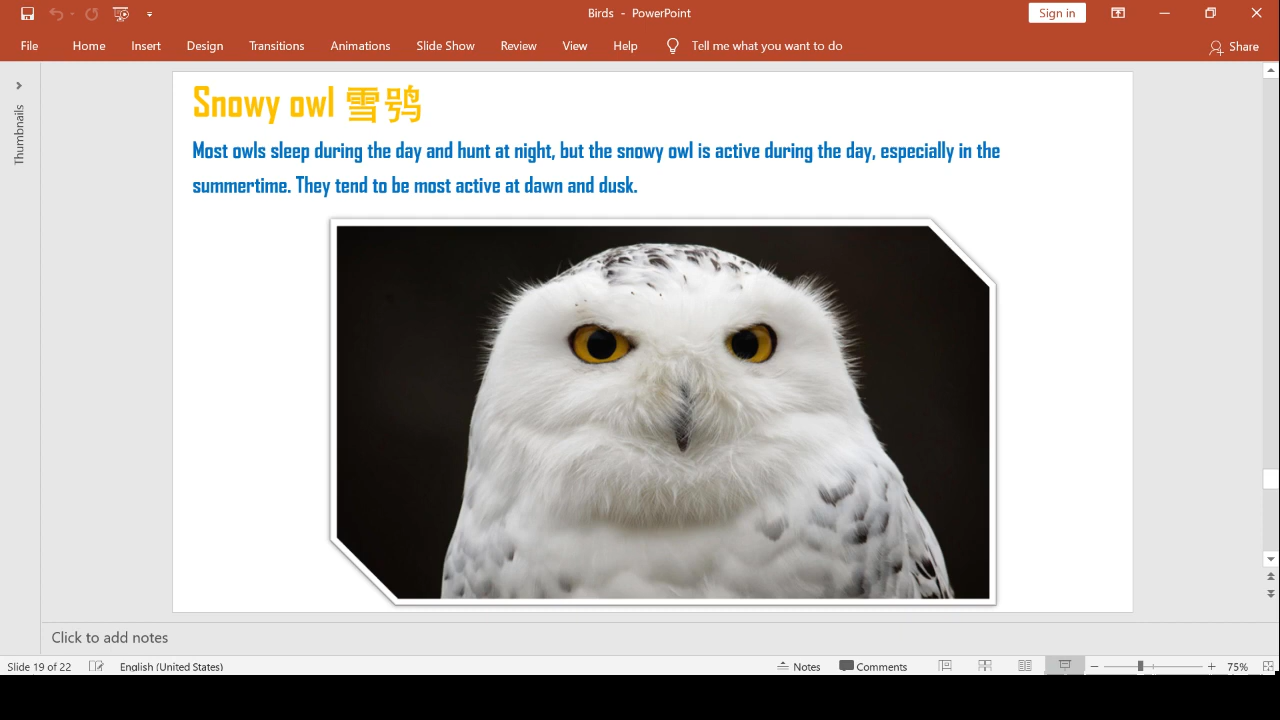 Birds - PowerPoint
Sign in
File Home Insert Design Transitions Animations Slide Show Review View Help Tell me what you want to do Share
Thumbnails
Snowy owl 雪鸮
Most owls sleep during the day and hunt at night, but the snowy owl is active during the day, especially in the
summertime. They tend to be most active at dawn and dusk.
Click to add notes
Slide 19 of 22 English (United States) Notes Comments 75%